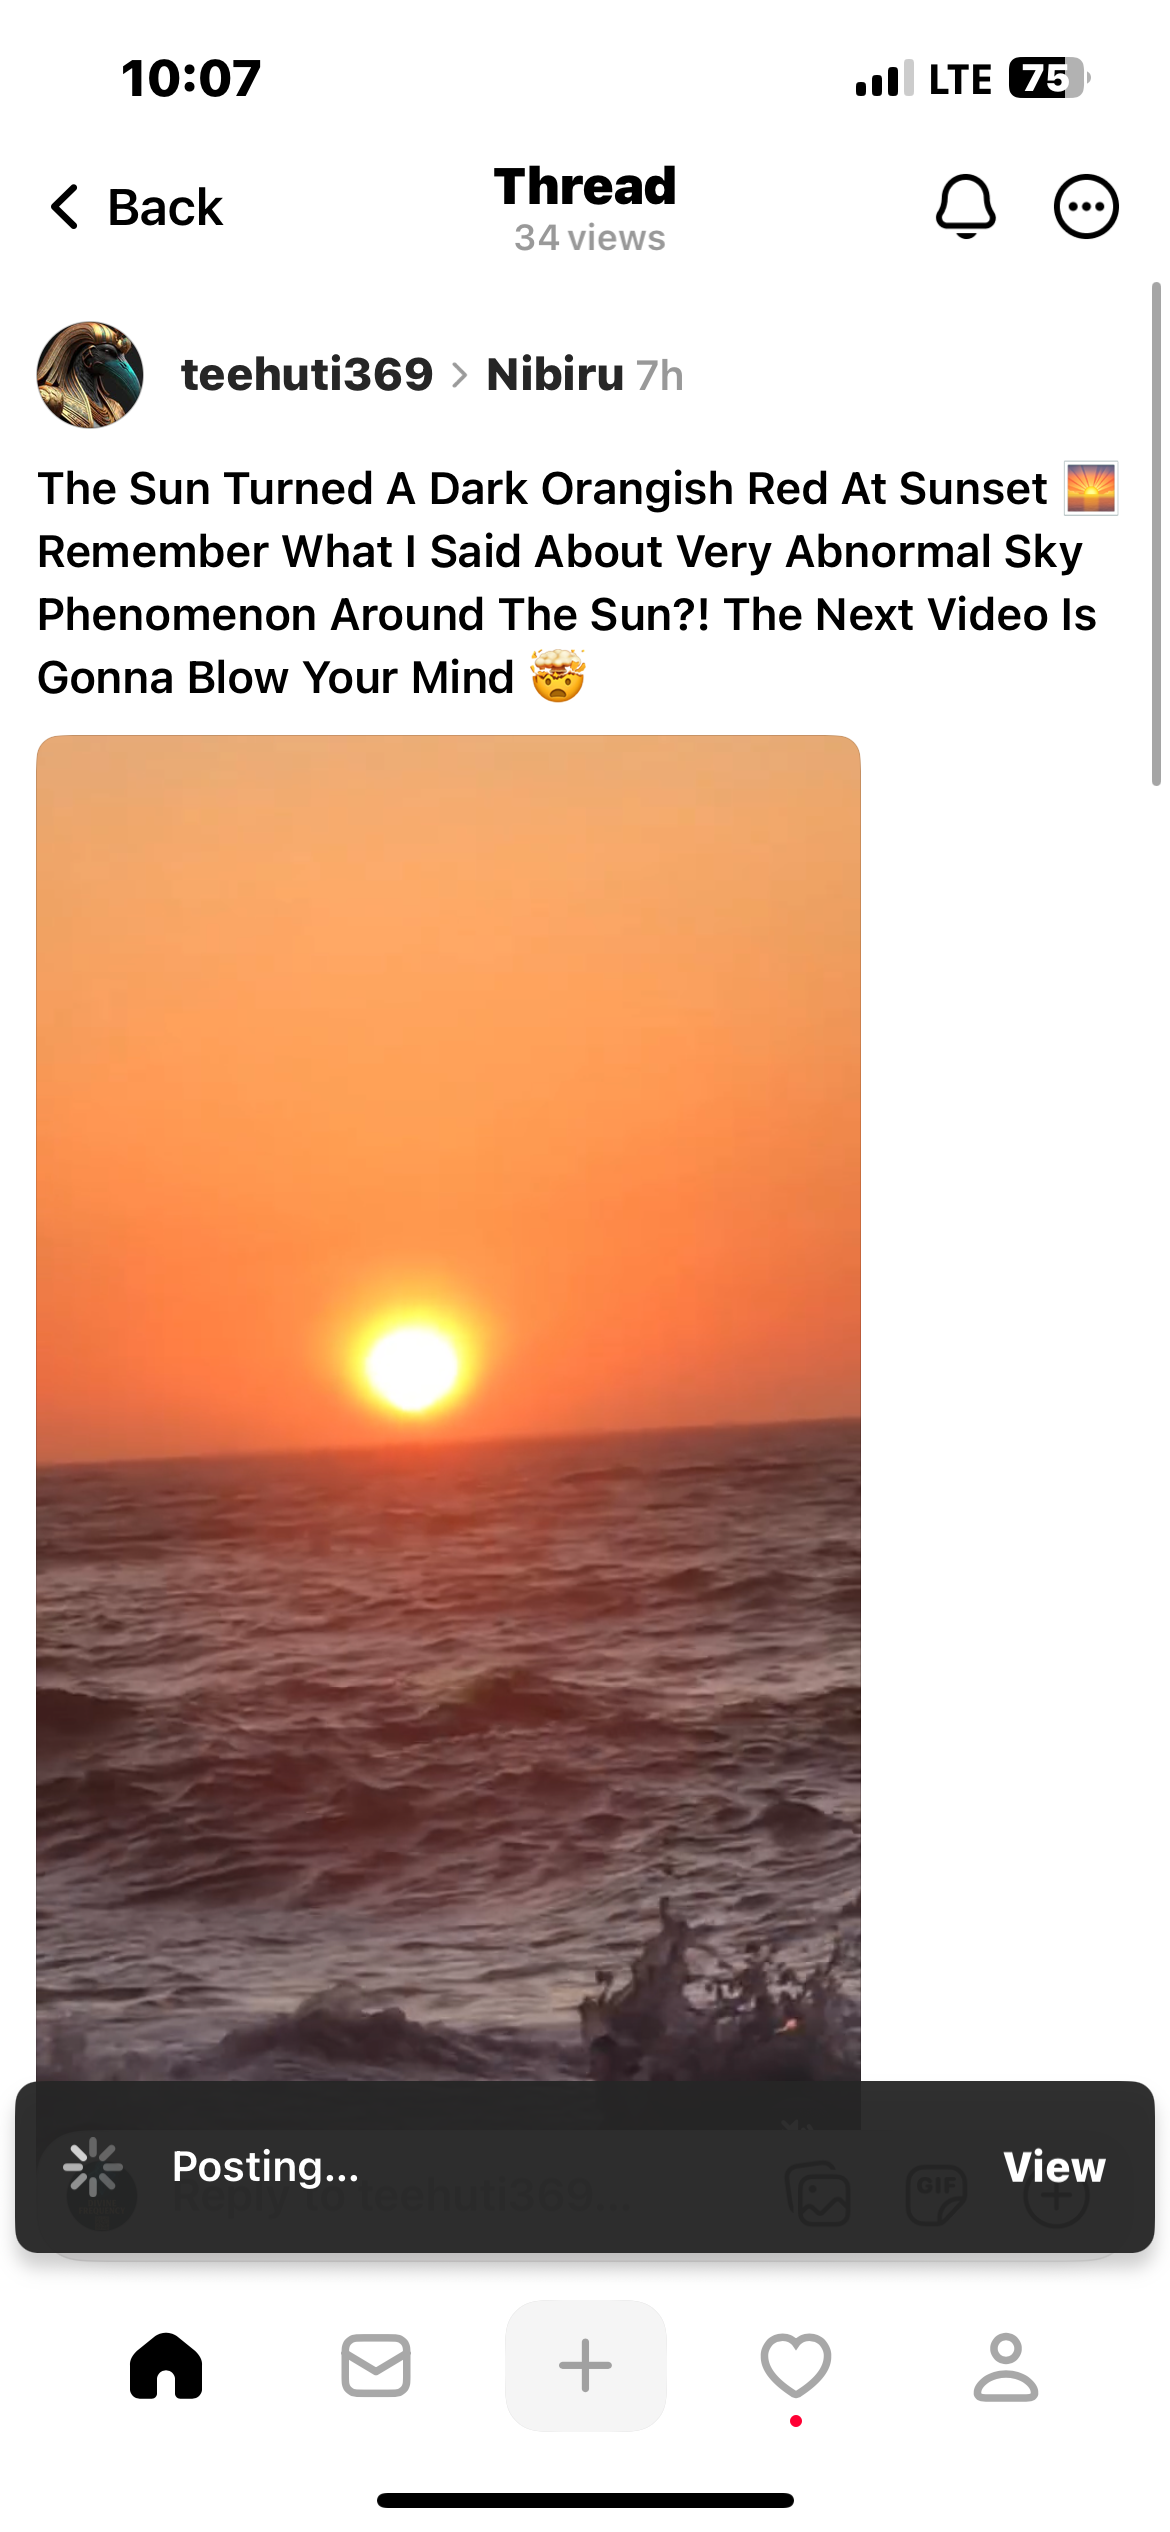 10:07
LTE 75
Back
Thread
34 views
teehuti369 > Nibiru 7h
The Sun Turned A Dark Orangish Red At Sunset 🌅
Remember What I Said About Very Abnormal Sky
Phenomenon Around The Sun?! The Next Video Is
Gonna Blow Your Mind 🤯
Posting...
View
Reply to teehuti369...
GIF